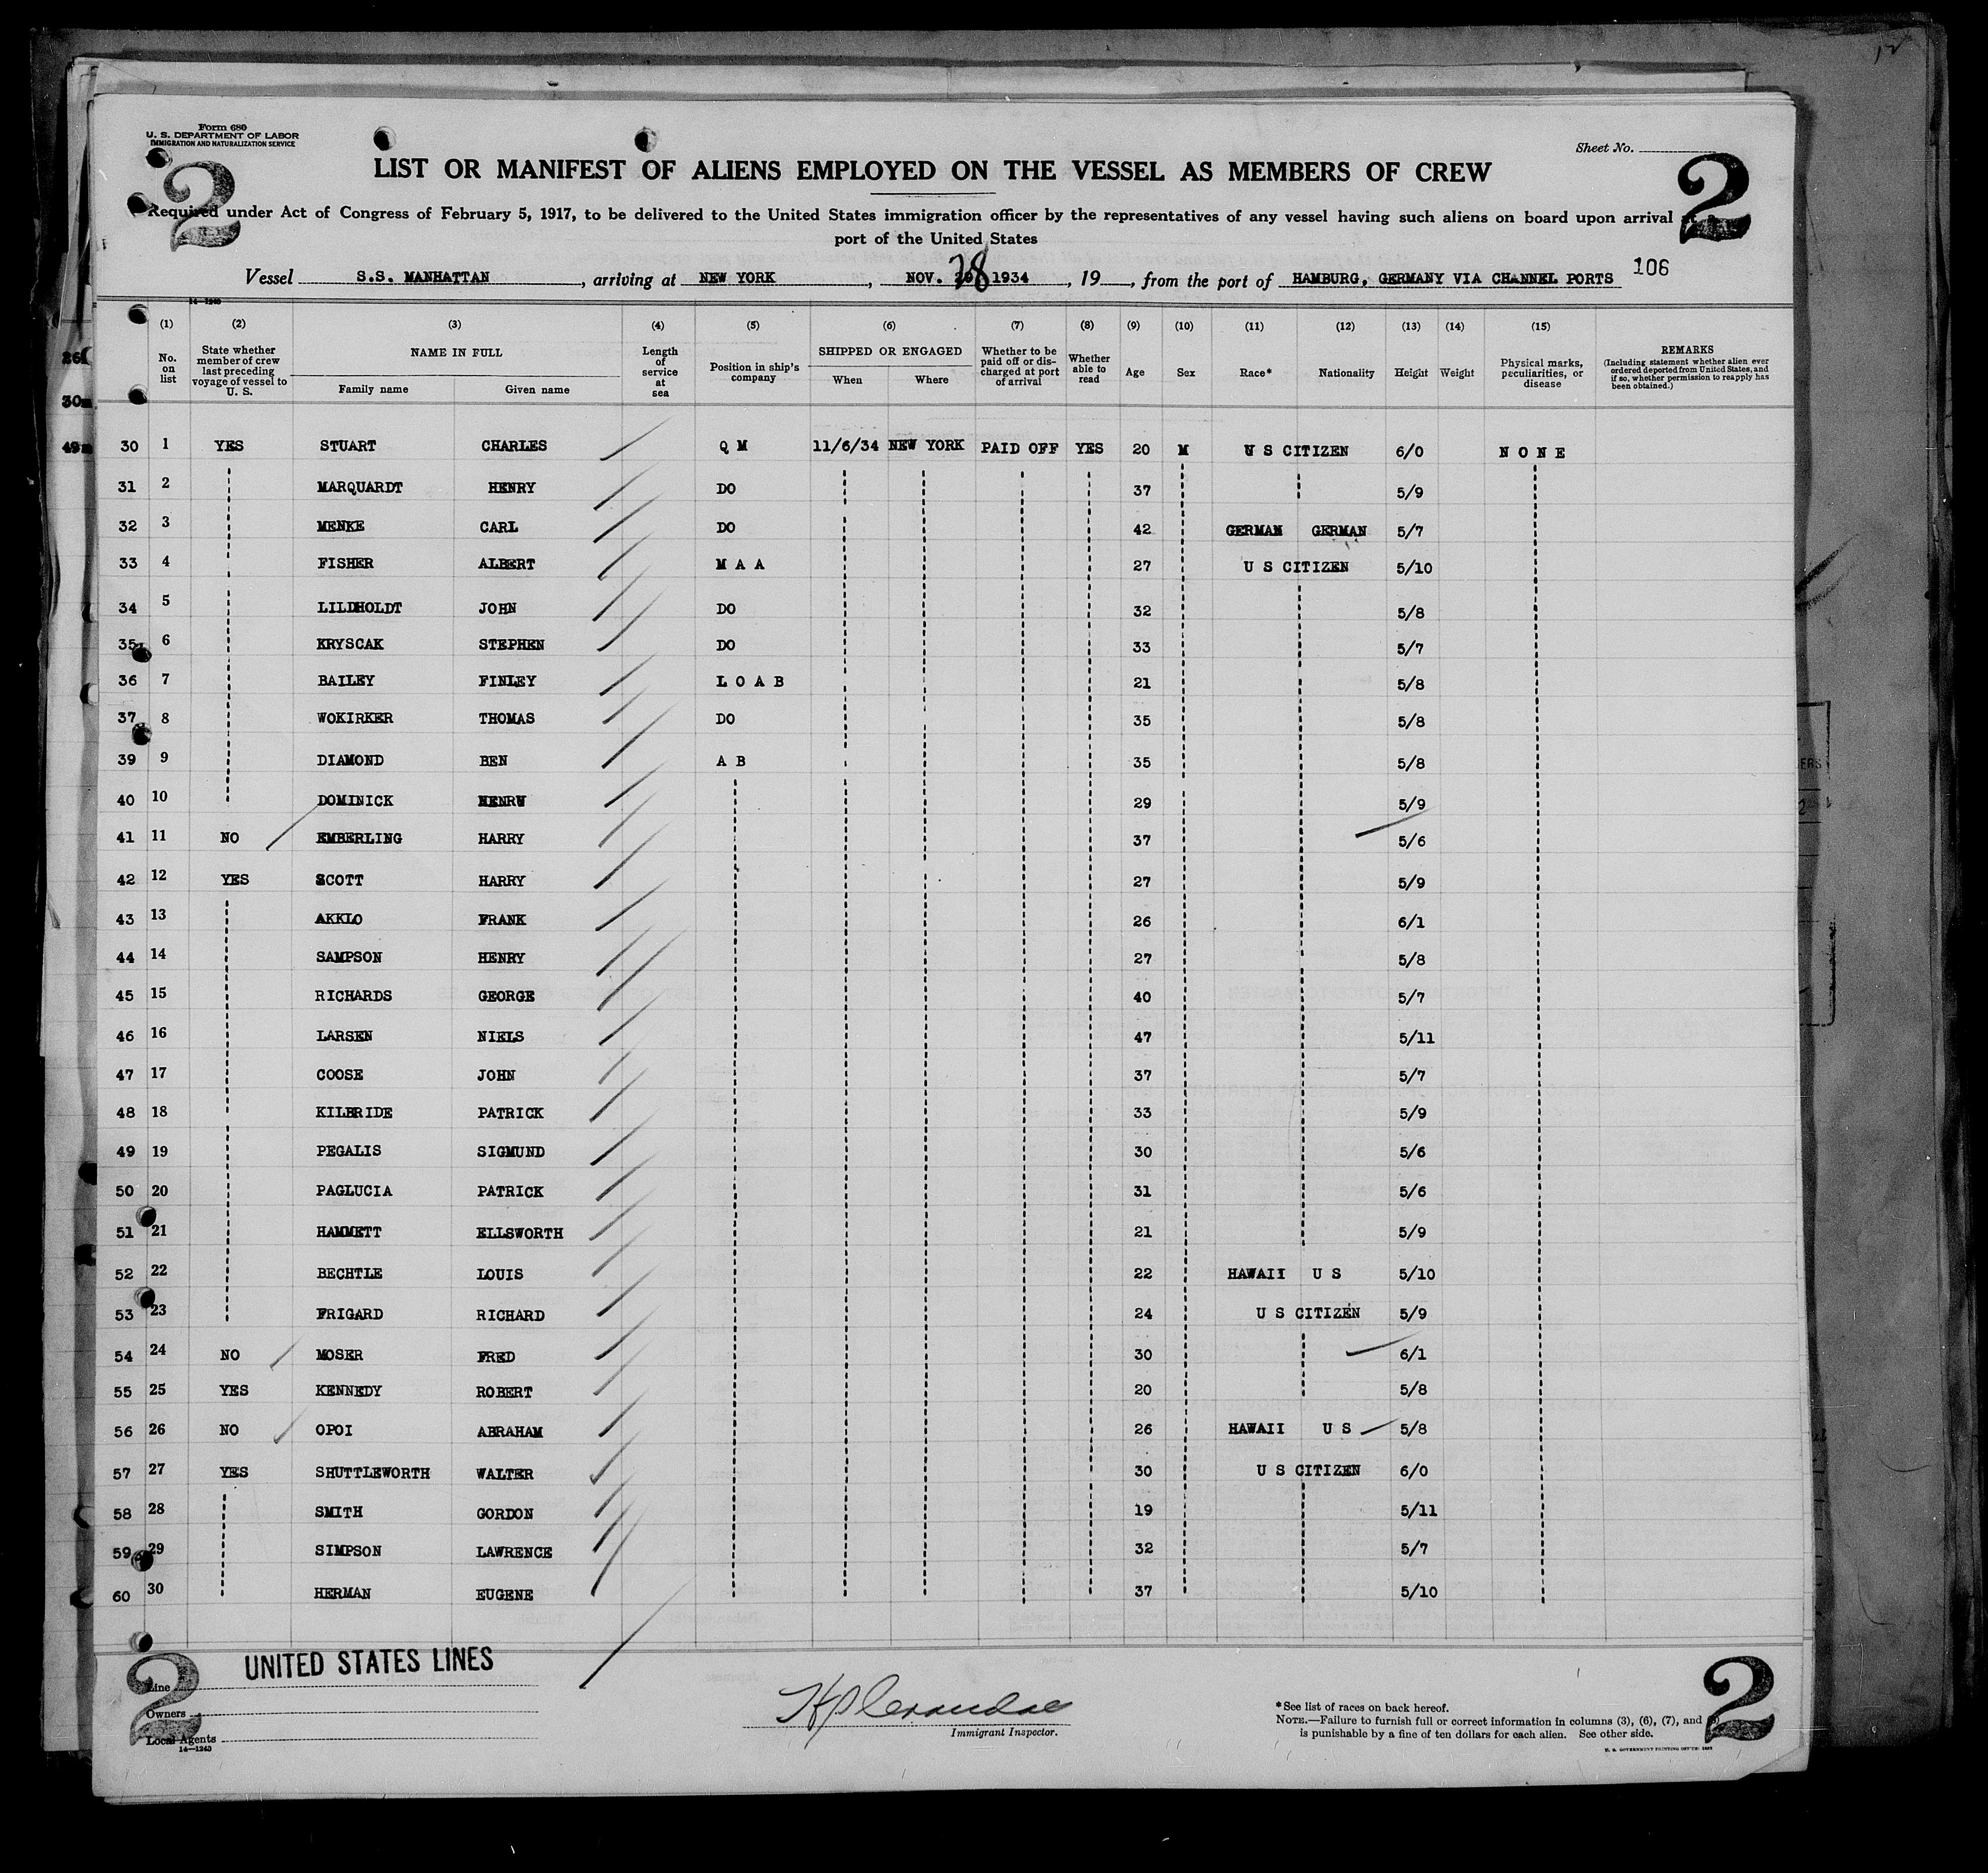 12
Form 680
U. S. DEPARTMENT OF LABOR
IMMIGRATION AND NATURALIZATION SERVICE
Sheet No.
2 2
LIST OR MANIFEST OF ALIENS EMPLOYED ON THE VESSEL AS MEMBERS OF CREW
Required under Act of Congress of February 5, 1917, to be delivered to the United States immigration officer by the representatives of any vessel having such aliens on board upon arrival at
port of the United States
Vessel S.S. MANHATTAN, arriving at NEW YORK, NOV. 28 1934, 19, from the port of HAMBURG, GERMANY VIA CHANNEL PORTS 106
14-1240
(1) (2) (3) (4) (5) (6) (7) (8) (9) (10) (11) (12) (13) (14) (15)
No. on list State whether member of crew last preceding voyage of vessel to U. S. NAME IN FULL Family name Given name Length of service at sea Position in ship's company SHIPPED OR ENGAGED When Where Whether to be paid off or discharged at port of arrival Whether able to read Age Sex Race* Nationality Height Weight Physical marks, peculiarities, or disease REMARKS (Including statement whether alien ever ordered deported from United States, and if so, whether permission to reapply has been obtained.)
30 1 YES STUART CHARLES Q M 11/6/34 NEW YORK PAID OFF YES 20 M U S CITIZEN 6/0 N O N E
31 2 MARQUARDT HENRY DO 37 5/9
32 3 MENKE CARL DO 42 GERMAN GERMAN 5/7
33 4 FISHER ALBERT M A A 27 U S CITIZEN 5/10
34 5 LILDHOLDT JOHN DO 32 5/8
35 6 KRYSCAK STEPHEN DO 33 5/7
36 7 BAILEY FINLEY L O A B 21 5/8
37 8 WOKIRKER THOMAS DO 35 5/8
39 9 DIAMOND BEN A B 35 5/8
40 10 DOMINICK HENRY 29 5/9
41 11 NO EMBERLING HARRY 37 5/6
42 12 YES SCOTT HARRY 27 5/9
43 13 AKKLO FRANK 26 6/1
44 14 SAMPSON HENRY 27 5/8
45 15 RICHARDS GEORGE 40 5/7
46 16 LARSEN NIELS 47 5/11
47 17 COOSE JOHN 37 5/7
48 18 KILBRIDE PATRICK 33 5/9
49 19 PEGALIS SIGMUND 30 5/6
50 20 PAGLUCIA PATRICK 31 5/6
51 21 HAMMETT ELLSWORTH 21 5/9
52 22 BECHTLE LOUIS 22 HAWAII U S 5/10
53 23 FRIGARD RICHARD 24 U S CITIZEN 5/9
54 24 NO MOSER FRED 30 6/1
55 25 YES KENNEDY ROBERT 20 5/8
56 26 NO OPOI ABRAHAM 26 HAWAII U S 5/8
57 27 YES SHUTTLEWORTH WALTER 30 U S CITIZEN 6/0
58 28 SMITH GORDON 19 5/11
59 29 SIMPSON LAWRENCE 32 5/7
60 30 HERMAN EUGENE 37 5/10
2 2
UNITED STATES LINES
Line
Owners
Local Agents
14-1240
Immigrant Inspector.
*See list of races on back hereof.
NOTE.—Failure to furnish full or correct information in columns (3), (6), (7), and
is punishable by a fine of ten dollars for each alien. See other side.